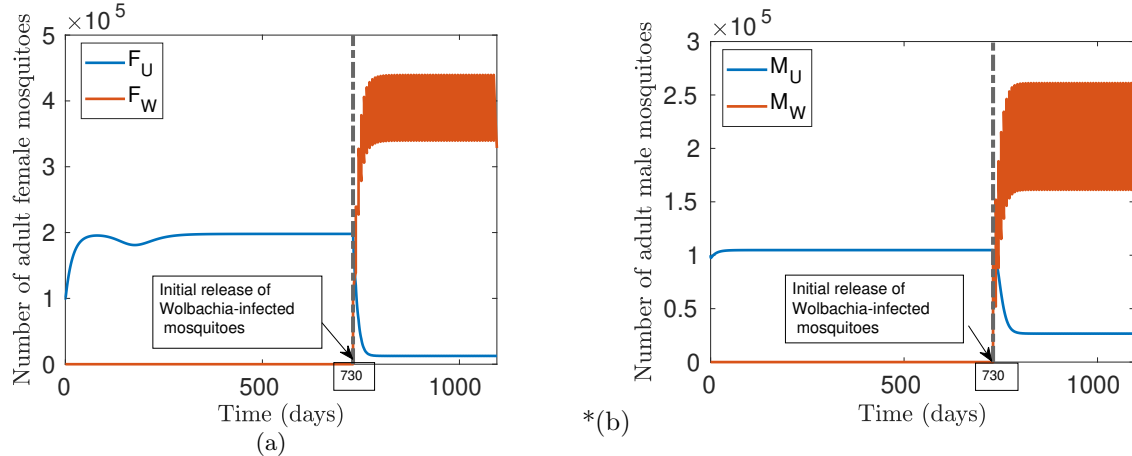 × 10^5
5
4
3
2
1
0
Number of adult female mosquitoes
F_U
F_W
Initial release of
Wolbachia-infected
mosquitoes
730
0
500
1000
Time (days)
(a)
× 10^5
3
2.5
2
1.5
1
0.5
0
Number of adult male mosquitoes
M_U
M_W
Initial release of
Wolbachia-infected
mosquitoes
730
0
500
1000
Time (days)
*(b)